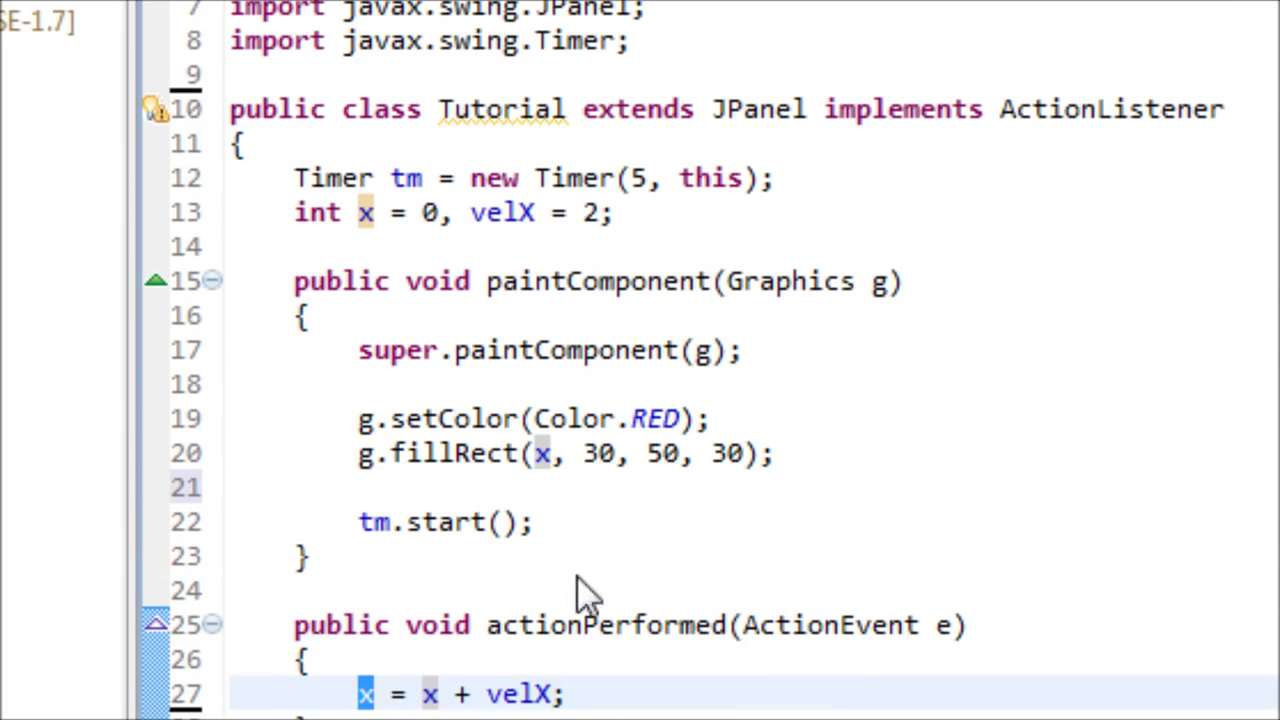 SE-1.7]
7 import javax.swing.JPanel;
8 import javax.swing.Timer;
9
10 public class Tutorial extends JPanel implements ActionListener
11 {
12 Timer tm = new Timer(5, this);
13 int x = 0, velX = 2;
14
15 public void paintComponent(Graphics g)
16 {
17 super.paintComponent(g);
18
19 g.setColor(Color.RED);
20 g.fillRect(x, 30, 50, 30);
21
22 tm.start();
23 }
24
25 public void actionPerformed(ActionEvent e)
26 {
27 x = x + velX;